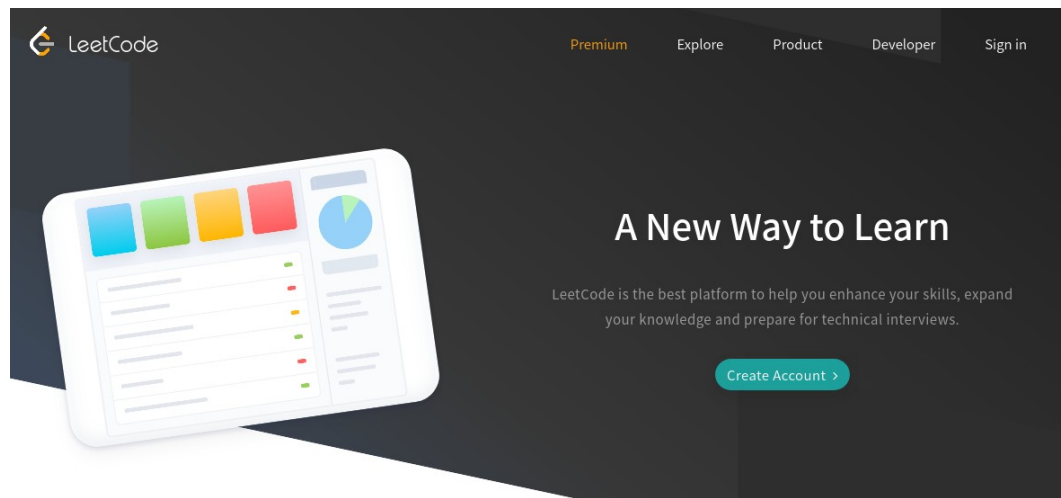 LeetCode
Premium
Explore
Product
Developer
Sign in
A New Way to Learn
LeetCode is the best platform to help you enhance your skills, expand
your knowledge and prepare for technical interviews.
Create Account >